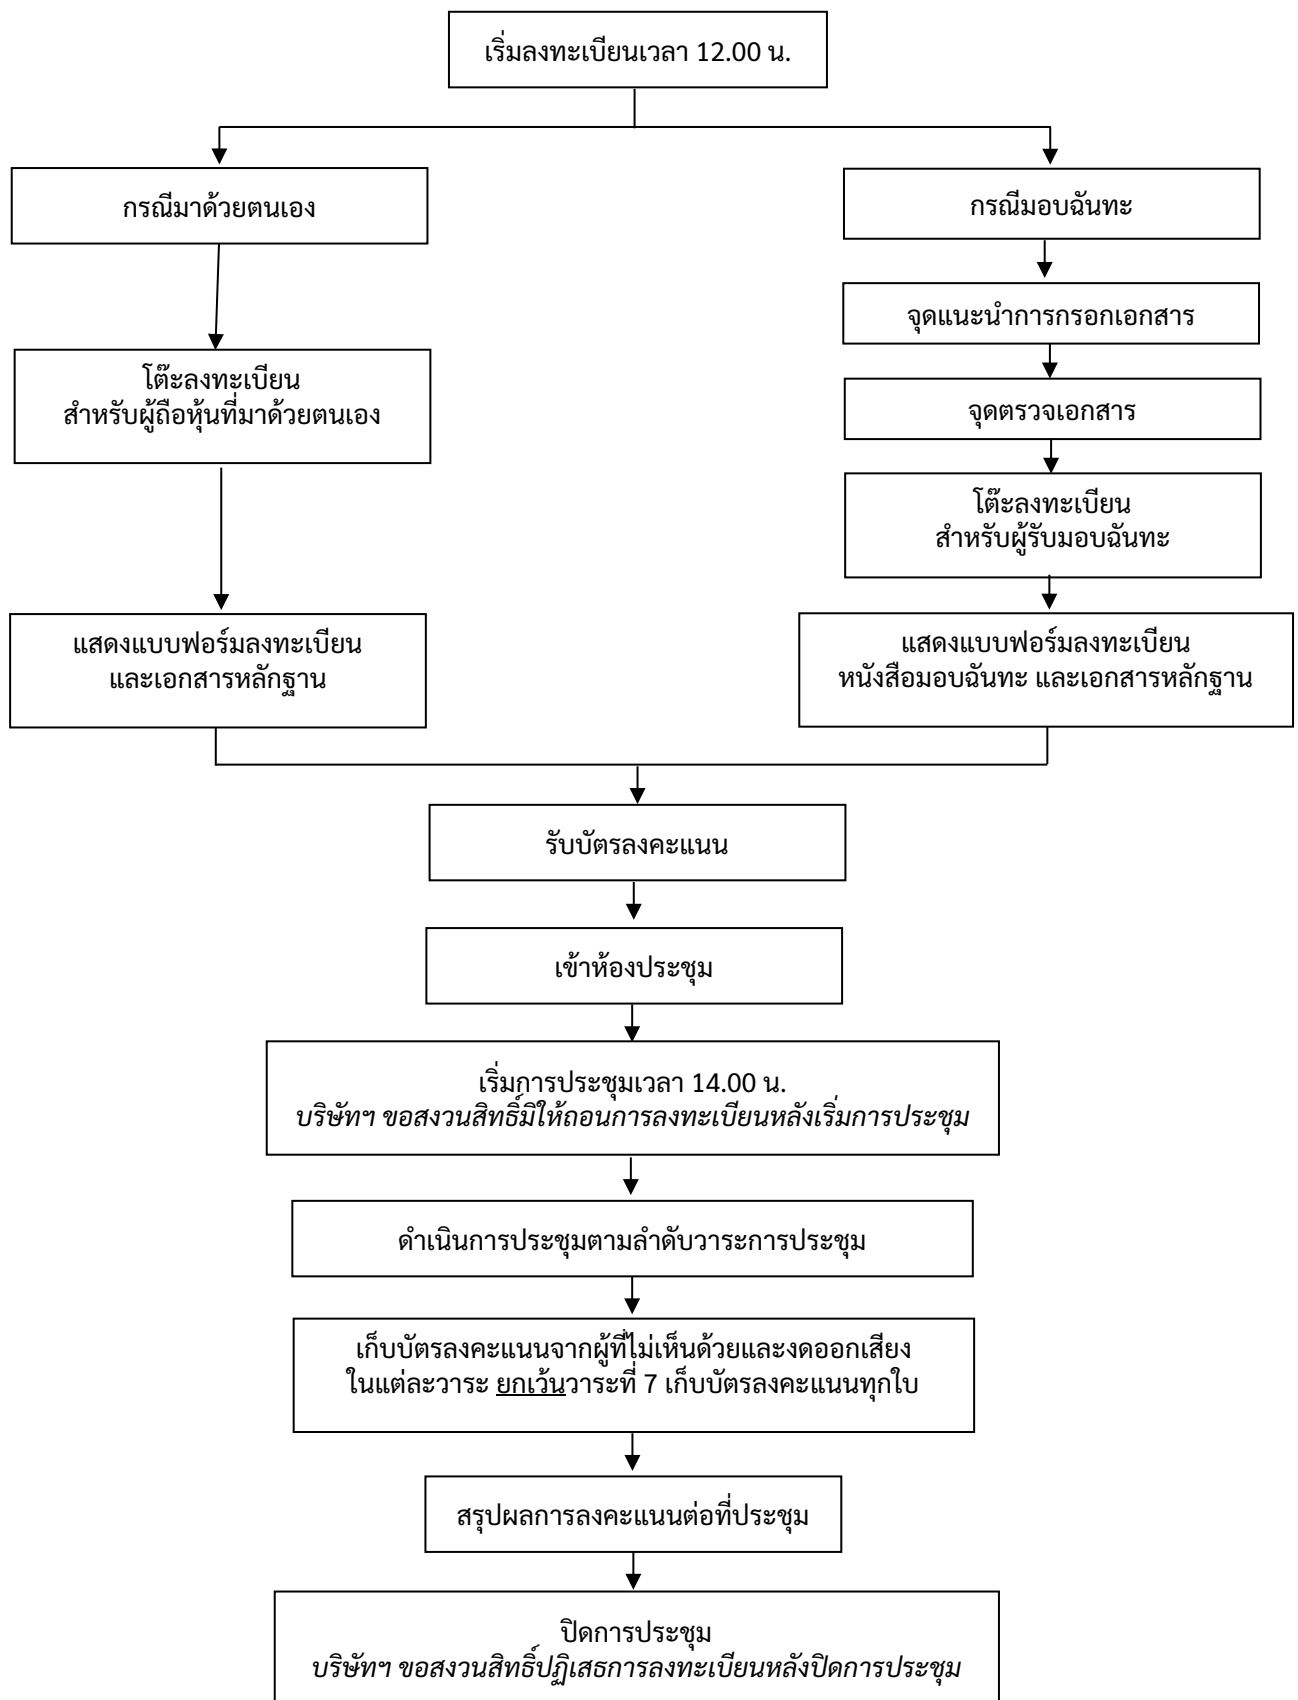 เริ่มลงทะเบียนเวลา 12.00 น.
กรณีมาด้วยตนเอง
กรณีมอบฉันทะ
จุดแนะนำการกรอกเอกสาร
โต๊ะลงทะเบียน
สำหรับผู้ถือหุ้นที่มาด้วยตนเอง
จุดตรวจเอกสาร
โต๊ะลงทะเบียน
สำหรับผู้รับมอบฉันทะ
แสดงแบบฟอร์มลงทะเบียน
และเอกสารหลักฐาน
แสดงแบบฟอร์มลงทะเบียน
หนังสือมอบฉันทะ และเอกสารหลักฐาน
รับบัตรลงคะแนน
เข้าห้องประชุม
เริ่มการประชุมเวลา 14.00 น.
บริษัทฯ ขอสงวนสิทธิ์มิให้ถอนการลงทะเบียนหลังเริ่มการประชุม
ดำเนินการประชุมตามลำดับวาระการประชุม
เก็บบัตรลงคะแนนจากผู้ที่ไม่เห็นด้วยและงดออกเสียง
ในแต่ละวาระ ยกเว้นวาระที่ 7 เก็บบัตรลงคะแนนทุกใบ
สรุปผลการลงคะแนนต่อที่ประชุม
ปิดการประชุม
บริษัทฯ ขอสงวนสิทธิ์ปฏิเสธการลงทะเบียนหลังปิดการประชุม